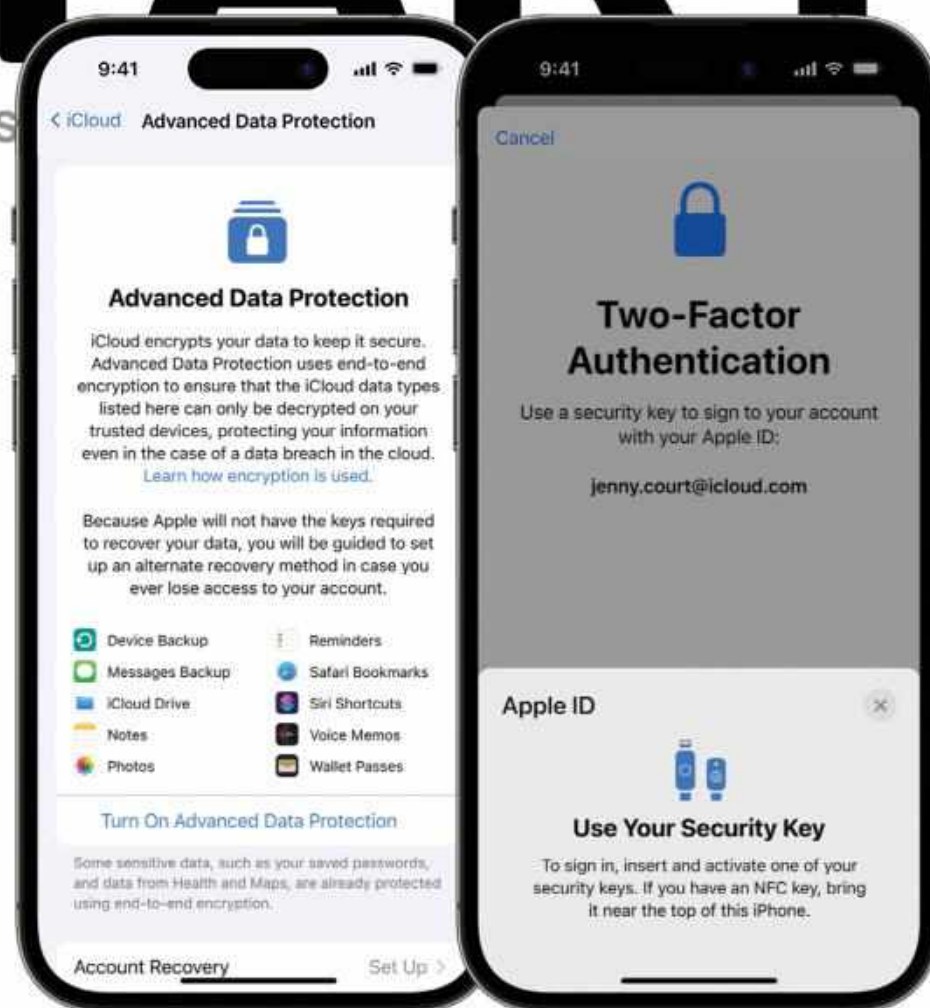 9:41
< iCloud Advanced Data Protection
Advanced Data Protection
iCloud encrypts your data to keep it secure.
Advanced Data Protection uses end-to-end
encryption to ensure that the iCloud data types
listed here can only be decrypted on your
trusted devices, protecting your information
even in the case of a data breach in the cloud.
Learn how encryption is used.
Because Apple will not have the keys required
to recover your data, you will be guided to set
up an alternate recovery method in case you
ever lose access to your account.
Device Backup
Messages Backup
iCloud Drive
Notes
Photos
Reminders
Safari Bookmarks
Siri Shortcuts
Voice Memos
Wallet Passes
Turn On Advanced Data Protection
Some sensitive data, such as your saved passwords,
and data from Health and Maps, are already protected
using end-to-end encryption.
Account Recovery Set Up >
9:41
Cancel
Two-Factor
Authentication
Use a security key to sign to your account
with your Apple ID:
jenny.court@icloud.com
Apple ID
Use Your Security Key
To sign in, insert and activate one of your
security keys. If you have an NFC key, bring
it near the top of this iPhone.